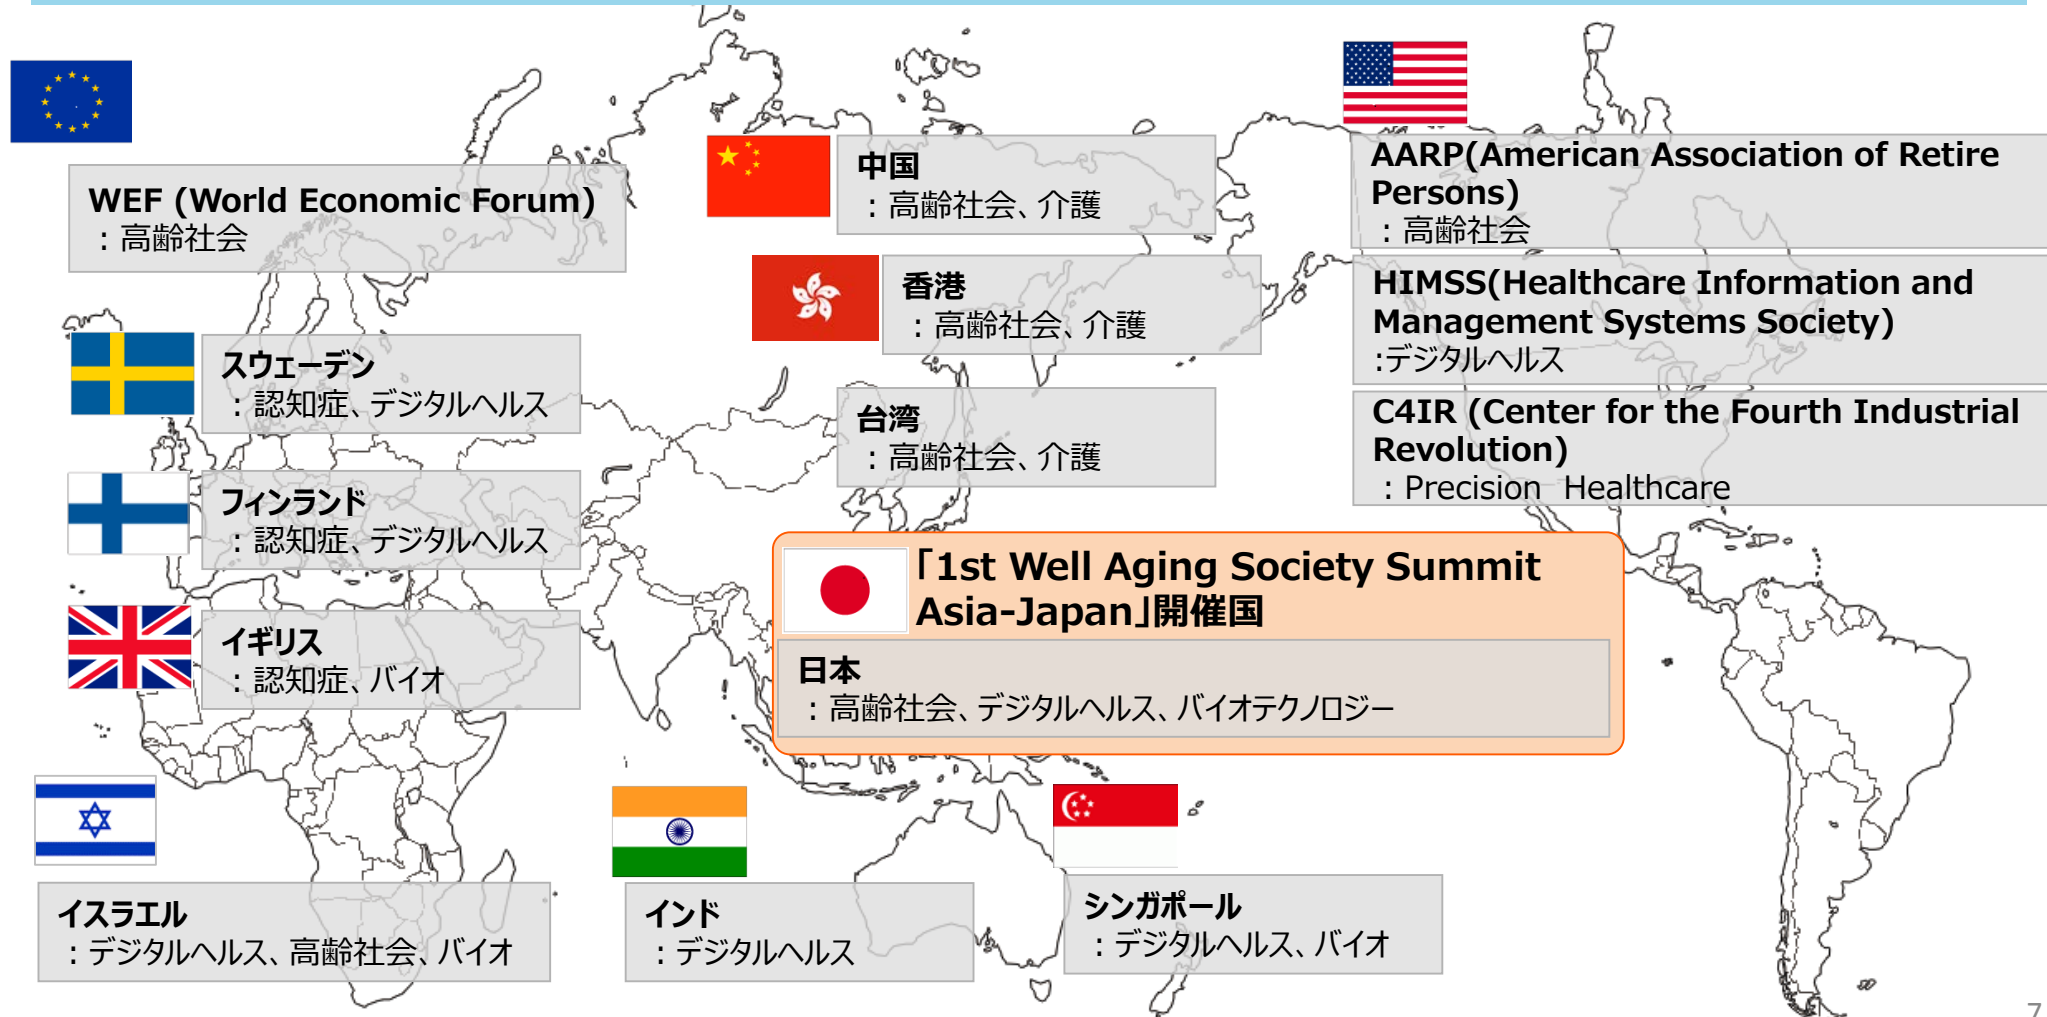 WEF (World Economic Forum)
：高齢社会
スウェーデン
：認知症、デジタルヘルス
フィンランド
：認知症、デジタルヘルス
イギリス
：認知症、バイオ
イスラエル
：デジタルヘルス、高齢社会、バイオ
中国
：高齢社会、介護
香港
：高齢社会、介護
台湾
：高齢社会、介護
「1st Well Aging Society Summit
Asia-Japan」開催国
日本
：高齢社会、デジタルヘルス、バイオテクノロジー
インド
：デジタルヘルス
シンガポール
：デジタルヘルス、バイオ
AARP(American Association of Retire
Persons)
：高齢社会
HIMSS(Healthcare Information and
Management Systems Society)
:デジタルヘルス
C4IR (Center for the Fourth Industrial
Revolution)
：Precision  Healthcare
7